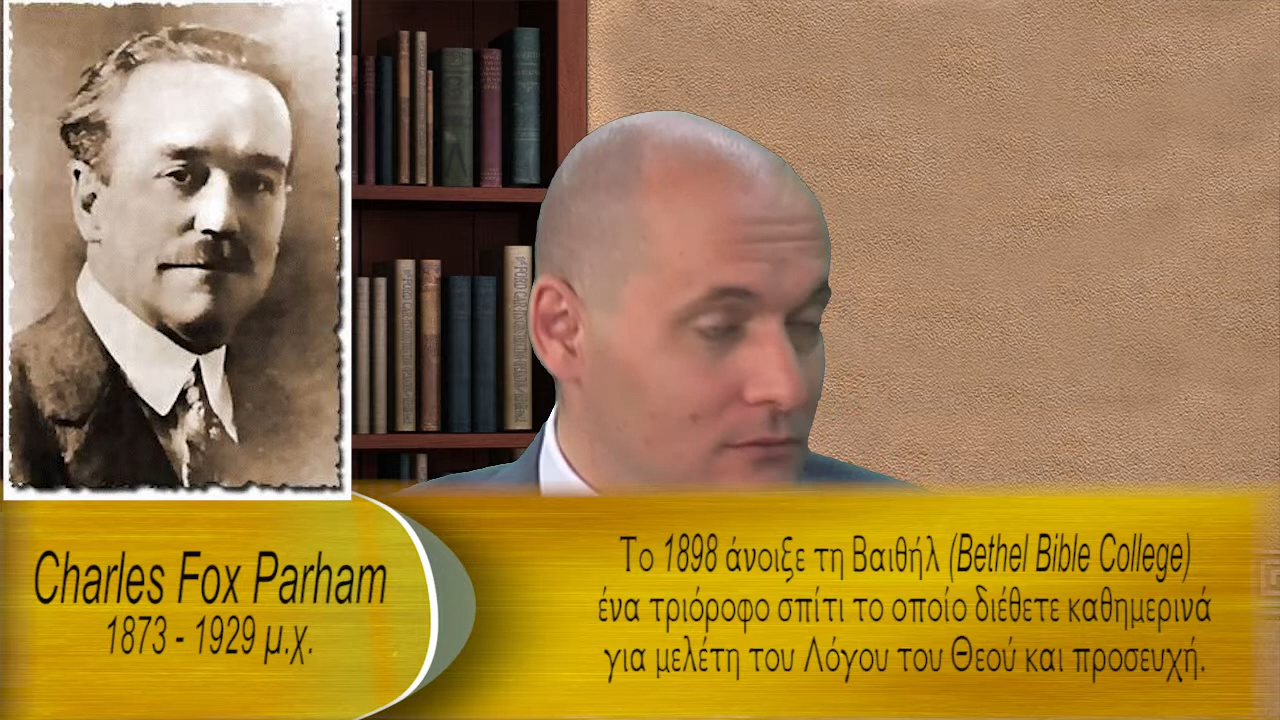 Charles Fox Parham
1873 - 1929 μ.χ.
Το 1898 άνοιξε τη Βαιθήλ (Bethel Bible College)
ένα τριόροφο σπίτι το οποίο διέθετε καθημερινά
για μελέτη του Λόγου του Θεού και προσευχή.